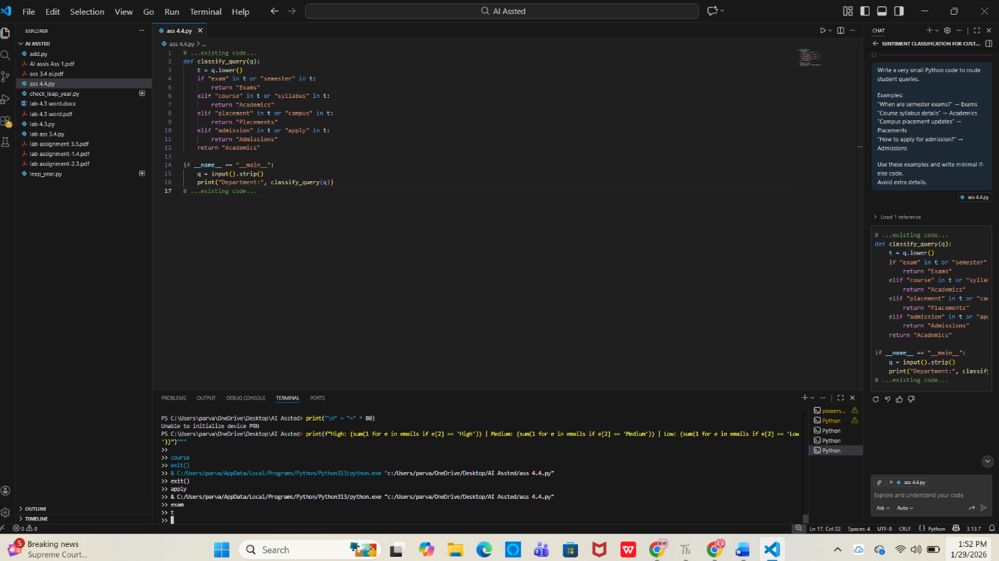 File Edit Selection View Go Run Terminal Help
AI Assted
EXPLORER
AI ASSTED
add.py
AI assis Ass 1.pdf
ass 3.4 ai.pdf
ass 4.4.py
check_leap_year.py
lab 4.3 word.docx
lab 4.3 word.pdf
lab 4.3.py
lab ass 3.4.py
lab assignment 3.3.pdf
lab assignment-1.4.pdf
lab assignment-2.3.pdf
leap_year.py
OUTLINE
TIMELINE
ass 4.4.py
ass 4.4.py > ...
1 # ...existing code...
2 def classify_query(q):
3 t = q.lower()
4 if "exam" in t or "semester" in t:
5 return "Exams"
6 elif "course" in t or "syllabus" in t:
7 return "Academics"
8 elif "placement" in t or "campus" in t:
9 return "Placements"
10 elif "admission" in t or "apply" in t:
11 return "Admissions"
12 return "Academics"
13
14 if __name__ == "__main__":
15 q = input().strip()
16 print("Department:", classify_query(q))
17 # ...existing code...
PROBLEMS OUTPUT DEBUG CONSOLE TERMINAL PORTS
PS C:\Users\parva\OneDrive\Desktop\AI Assted> print("\n" + "=" * 80)
Unable to initialize device PRN
PS C:\Users\parva\OneDrive\Desktop\AI Assted> print(f"High: {sum(1 for e in emails if e[2] == 'High')} | Medium: {sum(1 for e in emails if e[2] == 'Medium')} | Low: {sum(1 for e in emails if e[2] == 'Low
')}")"""
>>
>> course
>> exit()
>> & C:/Users/parva/AppData/Local/Programs/Python/Python313/python.exe "c:/Users/parva/OneDrive/Desktop/AI Assted/ass 4.4.py"
>> exit()
>> apply
>> & C:/Users/parva/AppData/Local/Programs/Python/Python313/python.exe "c:/Users/parva/OneDrive/Desktop/AI Assted/ass 4.4.py"
>> exam
>> t
>>
powers...
Python
Python
Python
Python
CHAT
SENTIMENT CLASSIFICATION FOR CUST...
Write a very small Python code to route
student queries.
Examples:
"When are semester exams?" → Exams
"Course syllabus details" → Academics
"Campus placement updates" →
Placements
"How to apply for admission?" →
Admissions
Use these examples and write minimal if-
else code.
Avoid extra details.
ass 4.4.py
Used 1 reference
# ...existing code...
def classify_query(q):
t = q.lower()
if "exam" in t or "semester"
return "Exams"
elif "course" in t or "syllal
return "Academics"
elif "placement" in t or "car
return "Placements"
elif "admission" in t or "app
return "Admissions"
return "Academics"
if __name__ == "__main__":
q = input().strip()
print("Department:", classify
# ...existing code...
ass 4.4.py
Explore and understand your code
Ask Auto
0 0
Ln 17, Col 22 Spaces: 4 UTF-8 CRLF {} Python 3.13.7
5
Breaking news
Supreme Court...
Search
1:52 PM
1/29/2026